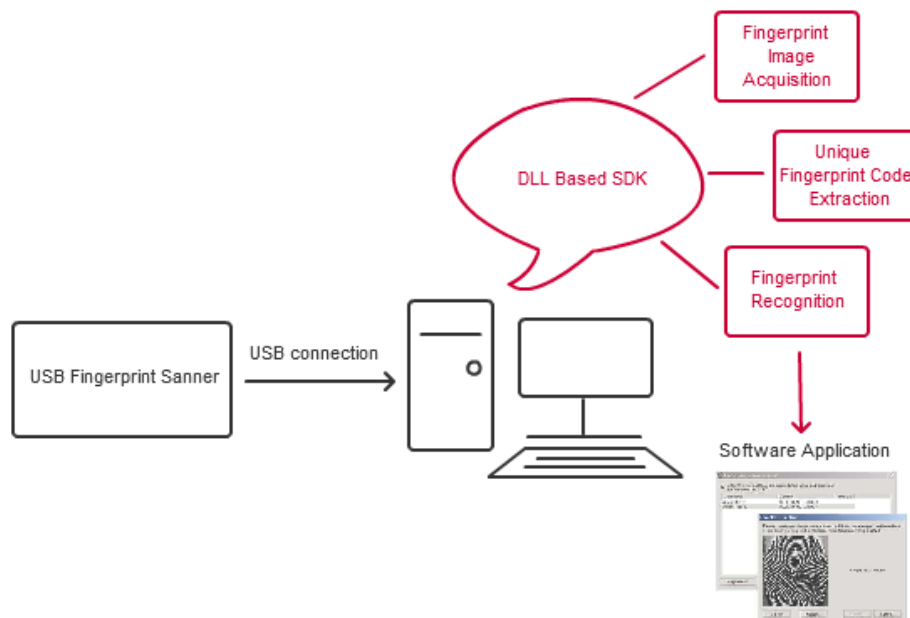 Fingerprint
Image
Acquisition
DLL Based SDK
Unique
Fingerprint Code
Extraction
Fingerprint
Recognition
USB connection
USB Fingerprint Sanner
Software Application